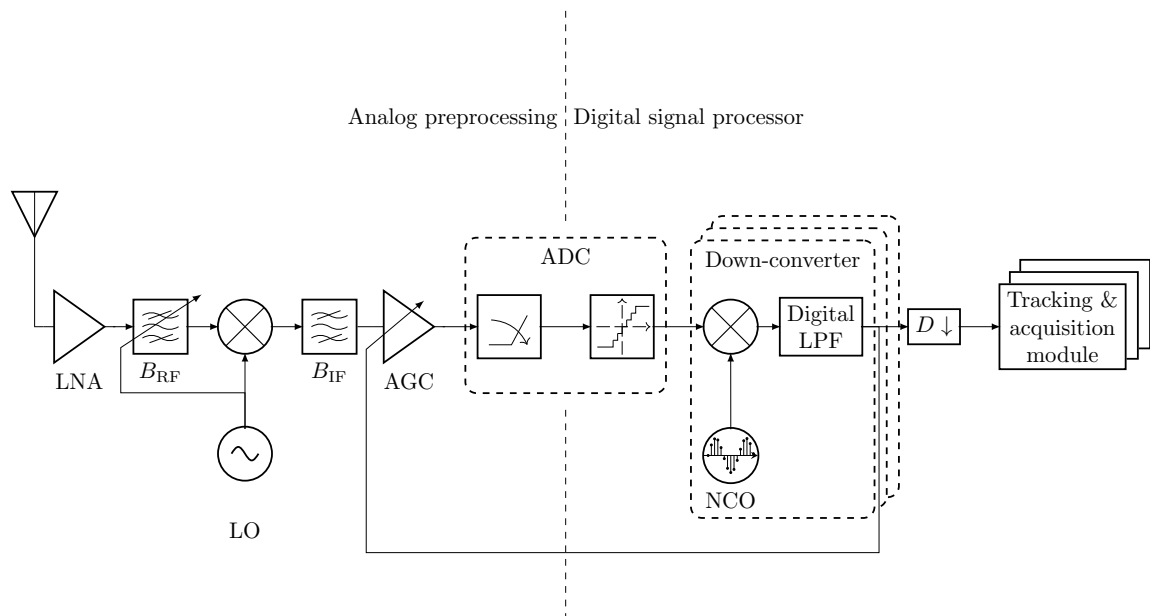 Analog preprocessing
Digital signal processor
ADC
Down-converter
LNA
B_RF
B_IF
AGC
Digital
LPF
D ↓
Tracking &
acquisition
module
NCO
LO